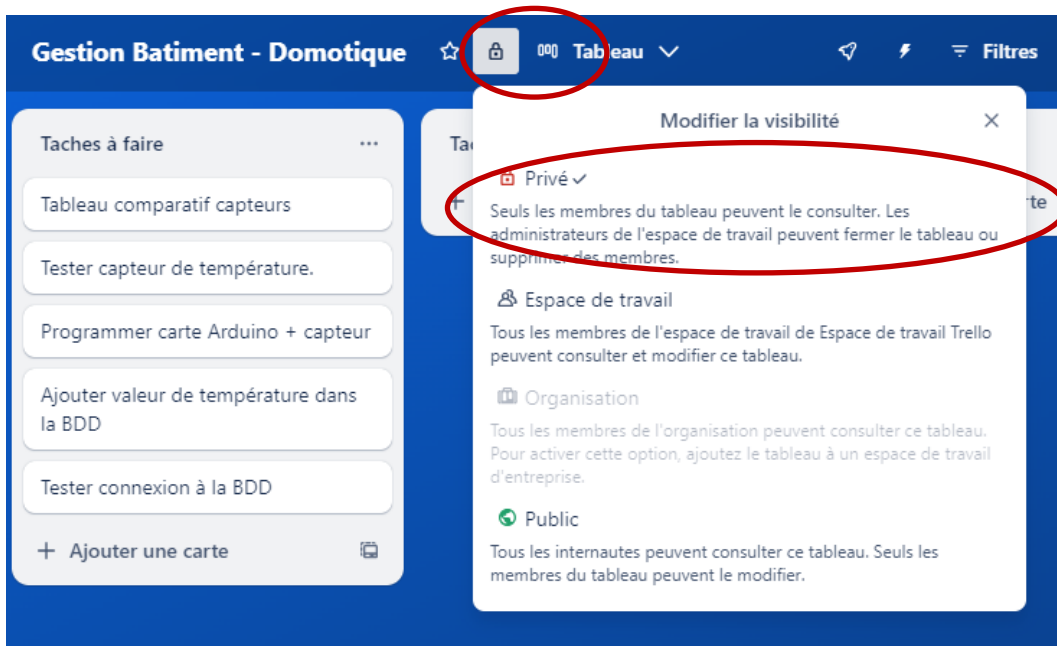 Gestion Batiment - Domotique
Tableau
Filtres
Taches à faire
...
Tableau comparatif capteurs
Tester capteur de température.
Programmer carte Arduino + capteur
Ajouter valeur de température dans
la BDD
Tester connexion à la BDD
+ Ajouter une carte
Modifier la visibilité
Privé
Seuls les membres du tableau peuvent le consulter. Les
administrateurs de l'espace de travail peuvent fermer le tableau ou
supprimer des membres.
Espace de travail
Tous les membres de l'espace de travail de Espace de travail Trello
peuvent consulter et modifier ce tableau.
Organisation
Tous les membres de l'organisation peuvent consulter ce tableau.
Pour activer cette option, ajoutez le tableau à un espace de travail
d'entreprise.
Public
Tous les internautes peuvent consulter ce tableau. Seuls les
membres du tableau peuvent le modifier.